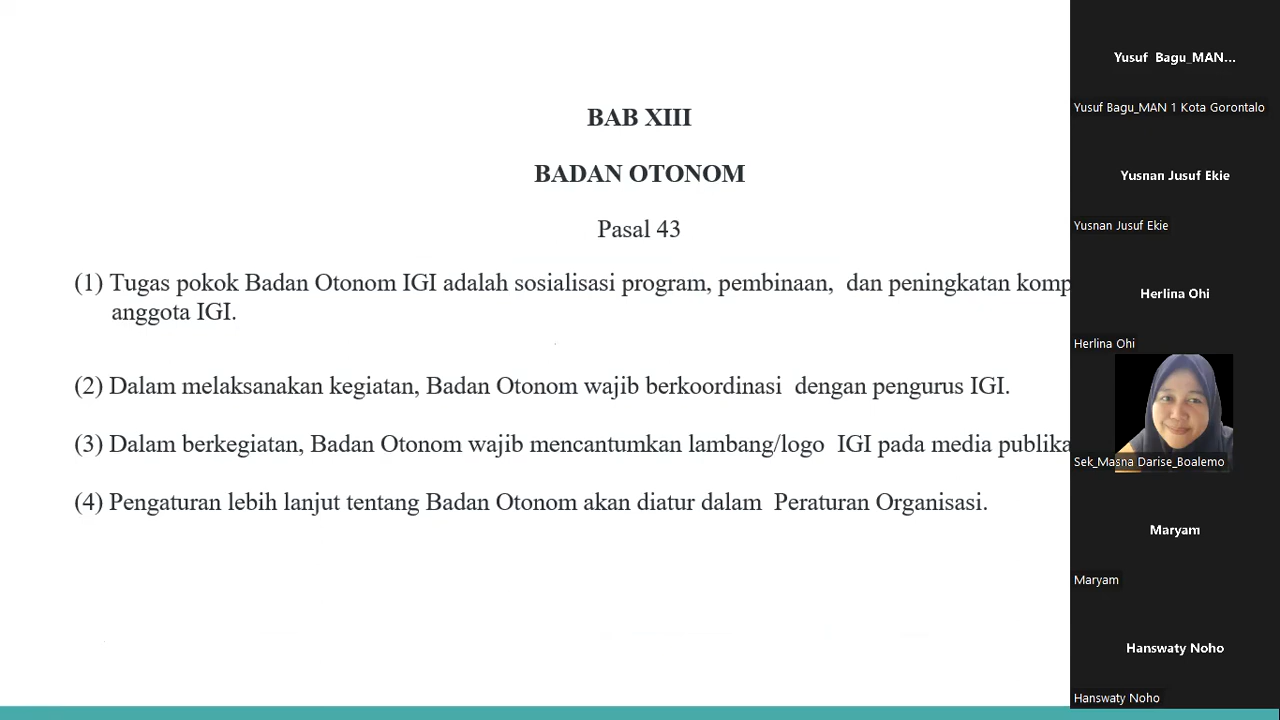 BAB XIII
BADAN OTONOM
Pasal 43
(1) Tugas pokok Badan Otonom IGI adalah sosialisasi program, pembinaan, dan peningkatan
anggota IGI.
(2) Dalam melaksanakan kegiatan, Badan Otonom wajib berkoordinasi dengan pengurus IGI.
(3) Dalam berkegiatan, Badan Otonom wajib mencantumkan lambang/logo IGI pada media
(4) Pengaturan lebih lanjut tentang Badan Otonom akan diatur dalam Peraturan Organisasi.
Yusuf Bagu_MAN...
Yusuf Bagu_MAN 1 Kota Gorontalo
Yusnan Jusuf Ekie
Yusnan Jusuf Ekie
Herlina Ohi
Herlina Ohi
Sek_Masna Darise_Boalemo
Maryam
Maryam
Hanswaty Noho
Hanswaty Noho